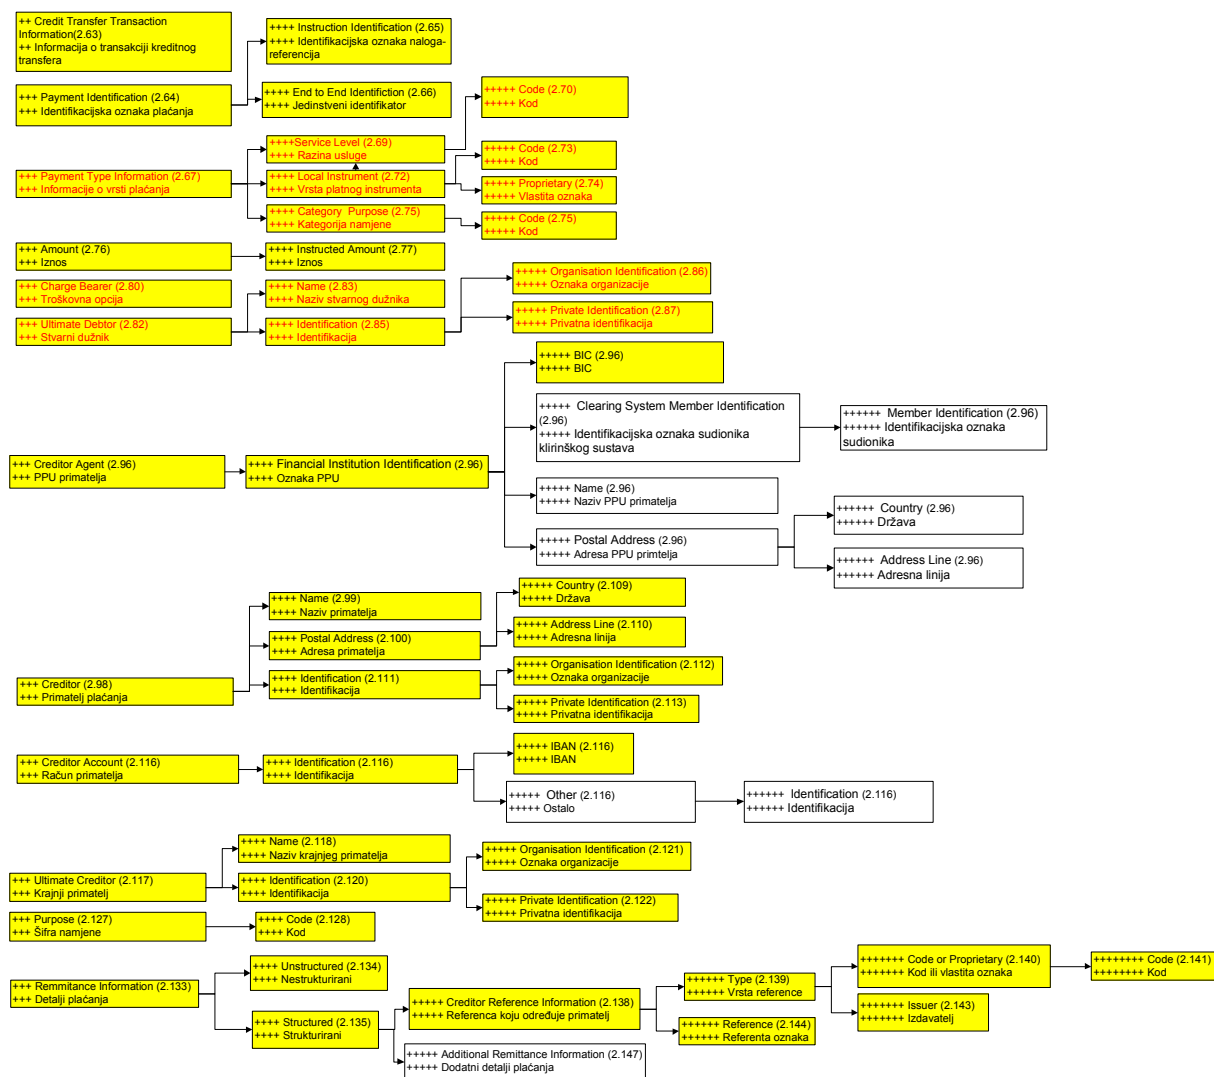 ++ Credit Transfer Transaction
Information(2.63)
++ Informacija o transakciji kreditnog
transfera
++++ Instruction Identification (2.65)
++++ Identifikacijska oznaka naloga-
referencija
+++ Payment Identification (2.64)
+++ Identifikacijska oznaka plaćanja
++++ End to End Identifiction (2.66)
++++ Jedinstveni identifikator
+++++ Code (2.70)
+++++ Kod
++++Service Level (2.69)
++++ Razina usluge
+++ Payment Type Information (2.67)
+++ Informacije o vrsti plaćanja
++++ Local Instrument (2.72)
++++ Vrsta platnog instrumenta
+++++ Code (2.73)
+++++ Kod
+++++ Proprietary (2.74)
+++++ Vlastita oznaka
++++ Category Purpose (2.75)
++++ Kategorija namjene
+++++ Code (2.75)
+++++ Kod
+++ Amount (2.76)
+++ Iznos
++++ Instructed Amount (2.77)
++++ Iznos
+++ Charge Bearer (2.80)
+++ Troškovna opcija
++++ Name (2.83)
++++ Naziv stvarnog dužnika
+++++ Organisation Identification (2.86)
+++++ Oznaka organizacije
+++ Ultimate Debtor (2.82)
+++ Stvarni dužnik
++++ Identification (2.85)
++++ Identifikacija
+++++ Private Identification (2.87)
+++++ Privatna identifikacija
+++++ BIC (2.96)
+++++ BIC
+++++ Clearing System Member Identification
(2.96)
+++++ Identifikacijska oznaka sudionika
klirinškog sustava
++++++ Member Identification (2.96)
++++++ Identifikacijska oznaka
sudionika
+++ Creditor Agent (2.96)
+++ PPU primatelja
++++ Financial Institution Identification (2.96)
++++ Oznaka PPU
+++++ Name (2.96)
+++++ Naziv PPU primatelja
+++++ Postal Address (2.96)
+++++ Adresa PPU primtelja
++++++ Country (2.96)
++++++ Država
++++++ Address Line (2.96)
++++++ Adresna linija
++++ Name (2.99)
++++ Naziv primatelja
+++++ Country (2.109)
+++++ Država
++++ Postal Address (2.100)
++++ Adresa primatelja
+++++ Address Line (2.110)
+++++ Adresna linija
+++ Creditor (2.98)
+++ Primatelj plaćanja
++++ Identification (2.111)
++++ Identifikacija
+++++ Organisation Identification (2.112)
+++++ Oznaka organizacije
+++++ Private Identification (2.113)
+++++ Privatna identifikacija
+++ Creditor Account (2.116)
+++ Račun primatelja
++++ Identification (2.116)
++++ Identifikacija
+++++ IBAN (2.116)
+++++ IBAN
+++++ Other (2.116)
+++++ Ostalo
++++++ Identification (2.116)
++++++ Identifikacija
++++ Name (2.118)
++++ Naziv krajnjeg primatelja
+++++ Organisation Identification (2.121)
+++++ Oznaka organizacije
+++ Ultimate Creditor (2.117)
+++ Krajnji primatelj
++++ Identification (2.120)
++++ Identifikacija
+++++ Private Identification (2.122)
+++++ Privatna identifikacija
+++ Purpose (2.127)
+++ Šifra namjene
++++ Code (2.128)
++++ Kod
+++ Remmitance Information (2.133)
+++ Detalji plaćanja
++++ Unstructured (2.134)
++++ Nestrukturirani
++++ Structured (2.135)
++++ Strukturirani
+++++ Creditor Reference Information (2.138)
+++++ Referenca koju određuje primatelj
++++++ Type (2.139)
++++++ Vrsta reference
+++++++ Code or Proprietary (2.140)
+++++++ Kod ili vlastita oznaka
++++++++ Code (2.141)
++++++++ Kod
+++++++ Issuer (2.143)
+++++++ Izdavatelj
++++++ Reference (2.144)
++++++ Referenta oznaka
+++++ Additional Remittance Information (2.147)
+++++ Dodatni detalji plaćanja